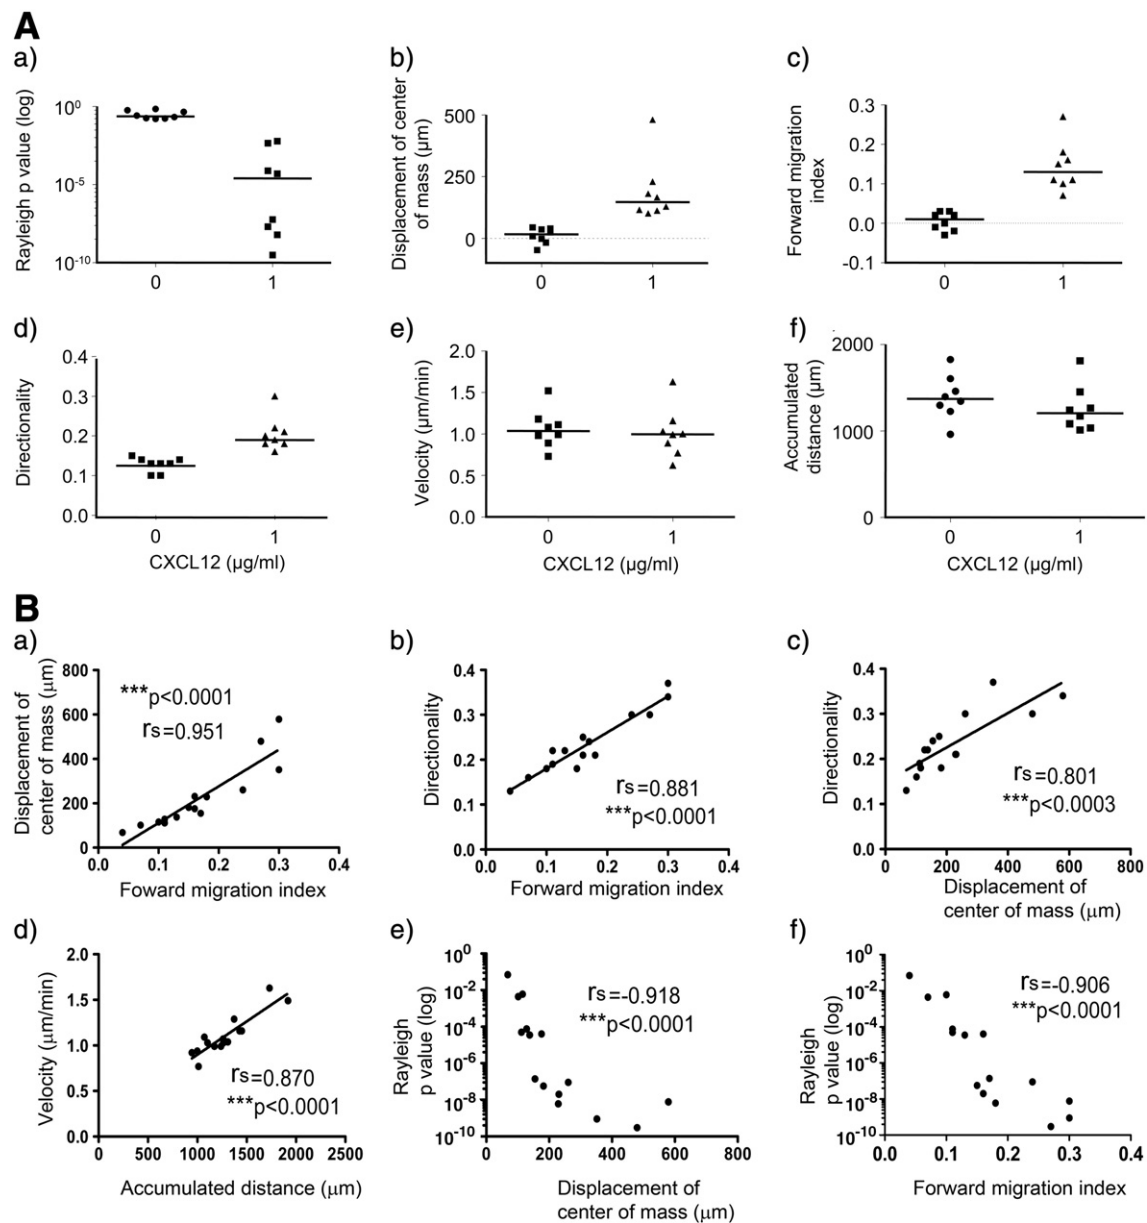 A
a)
Rayleigh p value (log)
10⁰
10⁻⁵
10⁻¹⁰
0
1
b)
Displacement of center
of mass (µm)
500
250
0
0
1
c)
Forward migration
index
0.3
0.2
0.1
0.0
-0.1
0
1
d)
Directionality
0.4
0.3
0.2
0.1
0.0
0
1
CXCL12 (µg/ml)
e)
Velocity (µm/min)
2.0
1.5
1.0
0.5
0.0
0
1
CXCL12 (µg/ml)
f)
Accumulated
distance (µm)
2000
1000
0
0
1
CXCL12 (µg/ml)
B
a)
Displacement of
center of mass (µm)
800
600
400
200
0
***p<0.0001
rs=0.951
0.0
0.1
0.2
0.3
0.4
Foward migration index
b)
Directionality
0.4
0.3
0.2
0.1
0.0
rs=0.881
***p<0.0001
0.0
0.1
0.2
0.3
0.4
Forward migration index
c)
Directionality
0.4
0.3
0.2
0.1
0.0
rs=0.801
***p<0.0003
0
200
400
600
800
Displacement of
center of mass (µm)
d)
Velocity (µm/min)
2.0
1.5
1.0
0.5
0.0
rs=0.870
***p<0.0001
0
500
1000
1500
2000
2500
Accumulated distance (µm)
e)
Rayleigh
p value (log)
10⁰
10⁻²
10⁻⁴
10⁻⁶
10⁻⁸
10⁻¹⁰
rs=-0.918
***p<0.0001
0
200
400
600
800
Displacement of
center of mass (µm)
f)
Rayleigh
p value (log)
10⁰
10⁻²
10⁻⁴
10⁻⁶
10⁻⁸
10⁻¹⁰
rs=-0.906
***p<0.0001
0.0
0.1
0.2
0.3
0.4
Forward migration index